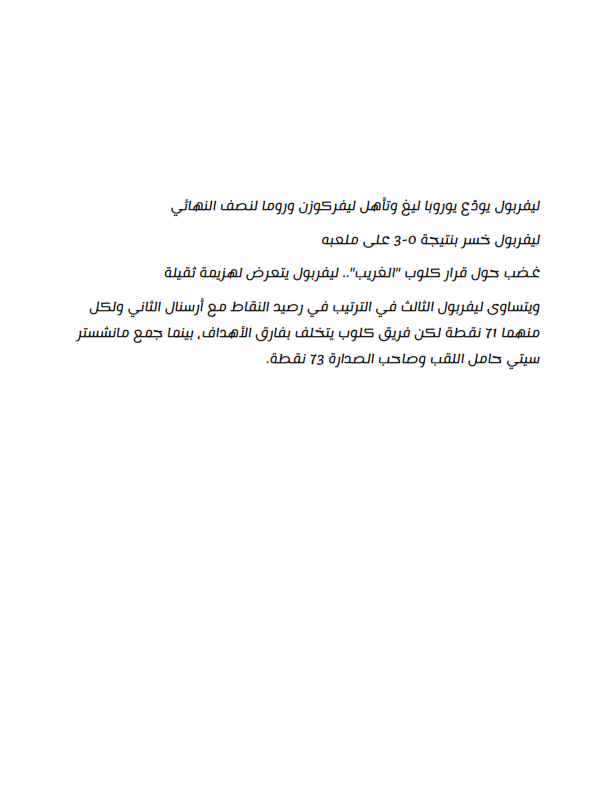 ليفربول يودّع يوروبا ليغ وتأهل ليفركوزن وروما لنصف النهائي
ليفربول خسر بنتيجة 0-3 على ملعبه
غضب حول قرار كلوب "الغريب".. ليفربول يتعرض لهزيمة ثقيلة
ويتساوى ليفربول الثالث في الترتيب في رصيد النقاط مع أرسنال الثاني ولكل
منهما 71 نقطة لكن فريق كلوب يتخلف بفارق الأهداف، بينما جمع مانشستر
سيتي حامل اللقب وصاحب الصدارة 73 نقطة.